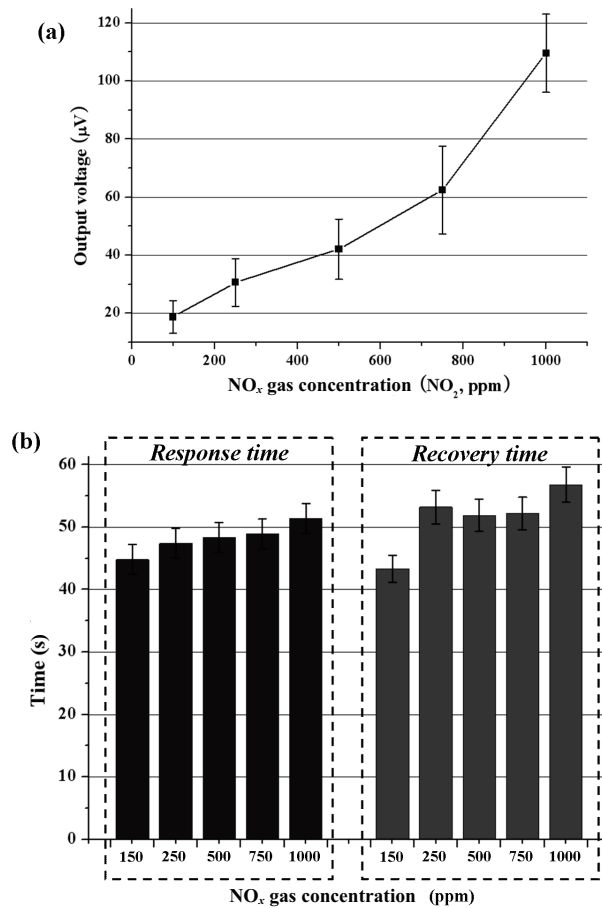 (a)
Output voltage (μV)
120
100
80
60
40
20
0 200 400 600 800 1000
NOx gas concentration (NO2, ppm)
(b)
Response time Recovery time
Time (s)
60
50
40
30
20
10
0
150 250 500 750 1000 150 250 500 750 1000
NOx gas concentration (ppm)